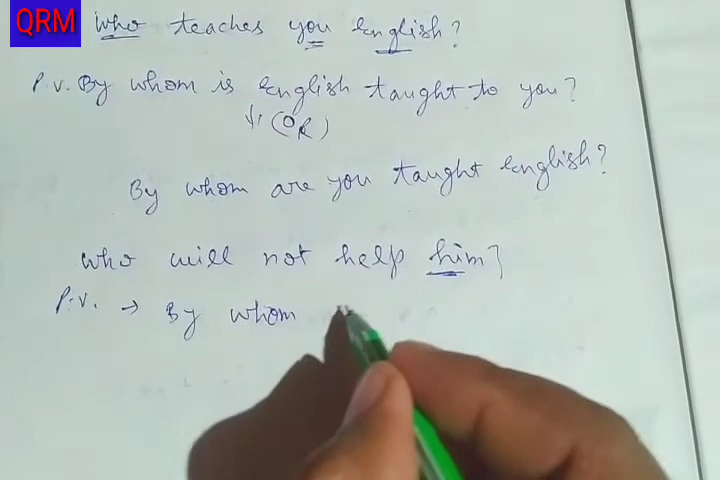 QRM who teaches you English?
P.V. By whom is English taught to you?
(OR)
By whom are you taught English?
who will not help him?
P.V. → By whom